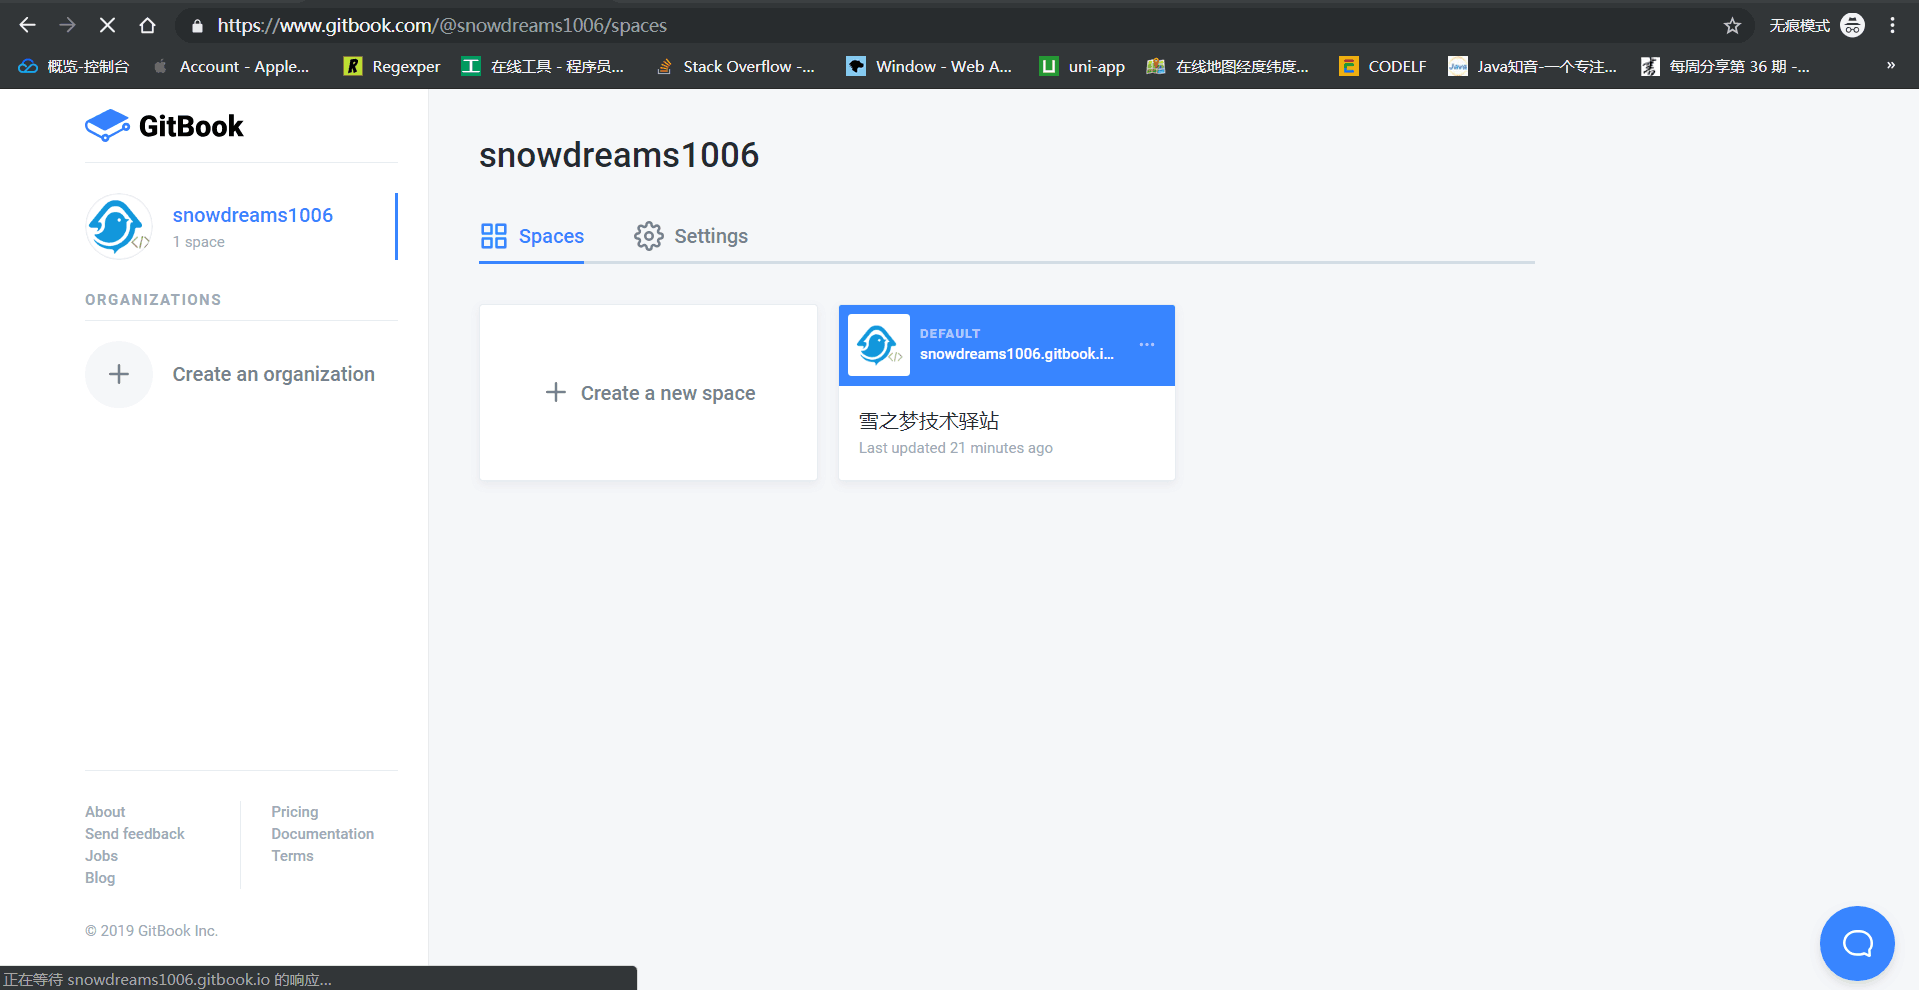 https://www.gitbook.com/@snowdreams1006/spaces
无痕模式
概览-控制台
Account - Apple...
Regexper
在线工具 - 程序员...
Stack Overflow -...
Window - Web A...
uni-app
在线地图经度纬度...
CODELF
Java知音-一个专注...
每周分享第 36 期 -...
»
GitBook
snowdreams1006
1 space
ORGANIZATIONS
Create an organization
snowdreams1006
Spaces
Settings
Create a new space
DEFAULT
snowdreams1006.gitbook.i...
雪之梦技术驿站
Last updated 21 minutes ago
About
Send feedback
Jobs
Blog
Pricing
Documentation
Terms
© 2019 GitBook Inc.
正在等待 snowdreams1006.gitbook.io 的响应...